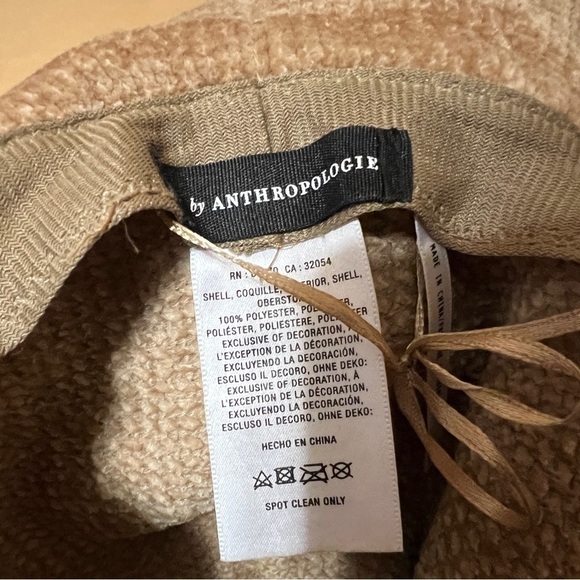 by ANTHROPOLOGIE
RN : CA : 32054
SHELL, COQUILLE, SHELL,
100% POLYESTER,
POLIÉSTER, POLIESTERE,
EXCLUSIVE OF DECORATION, À
L'EXCEPTION DE LA DÉCORATION,
EXCLUYENDO LA DECORACIÓN,
ESCLUSO IL DECORO, OHNE DEKO:
EXCLUSIVE OF DECORATION, À
L'EXCEPTION DE LA DÉCORATION,
EXCLUYENDO LA DECORACIÓN,
ESCLUSO IL DECORO, OHNE DEKO:
HECHO EN CHINA
SPOT CLEAN ONLY
MADE IN CHINA